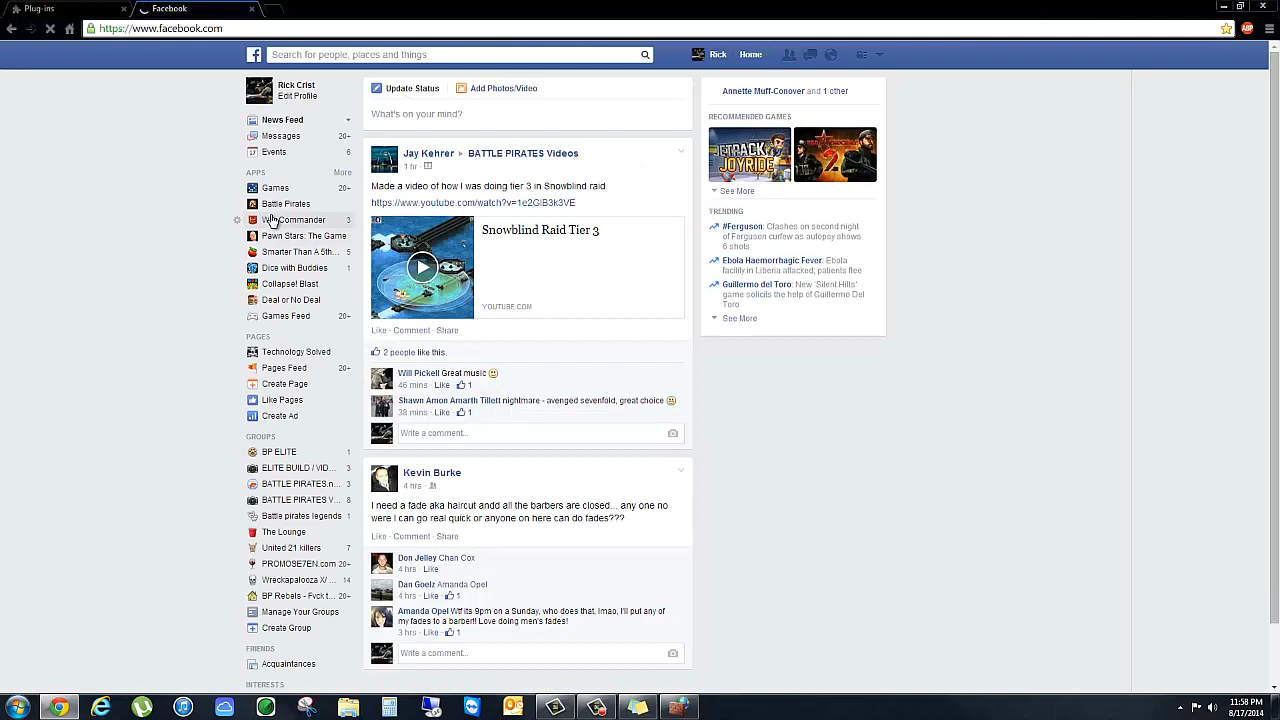 Plug-ins
Facebook
https://www.facebook.com
Search for people, places and things
Rick
Home
Rick Crist
Edit Profile
News Feed
Messages 20+
Events 6
APPS More
Games 20+
Battle Pirates
Commander 3
Pawn Stars: The Game
Smarter Than A 5th... 5
Dice with Buddies 1
Collapse! Blast
Deal or No Deal
Games Feed 20+
PAGES
Technology Solved
Pages Feed 20+
Create Page
Like Pages
Create Ad
GROUPS
BP ELITE 1
ELITE BUILD / VID... 3
BATTLE PIRATES.n... 3
BATTLE PIRATES V... 8
Battle pirates legends 1
The Lounge
United 21 killers 7
PROMOSE7EN.com 20+
Wreckapalooza X/ ... 14
BP Rebels - Fvck t... 20+
Manage Your Groups
Create Group
FRIENDS
Acquaintances
INTERESTS
Update Status
Add Photos/Video
What's on your mind?
Jay Kehrer ▸ BATTLE PIRATES Videos
1 hr ·
Made a video of how I was doing tier 3 in Snowblind raid.
https://www.youtube.com/watch?v=1e2GIB3k3VE
Snowblind Raid Tier 3
YOUTUBE.COM
Like · Comment · Share
2 people like this.
Will Pickell Great music
46 mins · Like · 1
Shawn Amon Amarth Tillett nightmare - avenged sevenfold, great choice
38 mins · Like · 1
Write a comment...
Kevin Burke
4 hrs ·
I need a fade aka haircut andd all the barbers are closed... any one no
were I can go real quick or anyone on here can do fades???
Like · Comment · Share
Don Jelley Chan Cox
4 hrs · Like
Dan Goelz Amanda Opel
4 hrs · Like · 1
Amanda Opel Wtf its 9pm on a Sunday, who does that, lmao, I'll put any of
my fades to a barber!! Love doing men's fades!
3 hrs · Like · 1
Write a comment...
Annette Muff-Conover and 1 other
RECOMMENDED GAMES
JETPACK
JOYRIDE
2
See More
TRENDING
#Ferguson: Clashes on second night
of Ferguson curfew as autopsy shows
6 shots
Ebola Haemorrhagic Fever: Ebola
facility in Liberia attacked; patients flee
Guillermo del Toro: New 'Silent Hills'
game solicits the help of Guillermo Del
Toro
See More
11:58 PM
8/17/2014